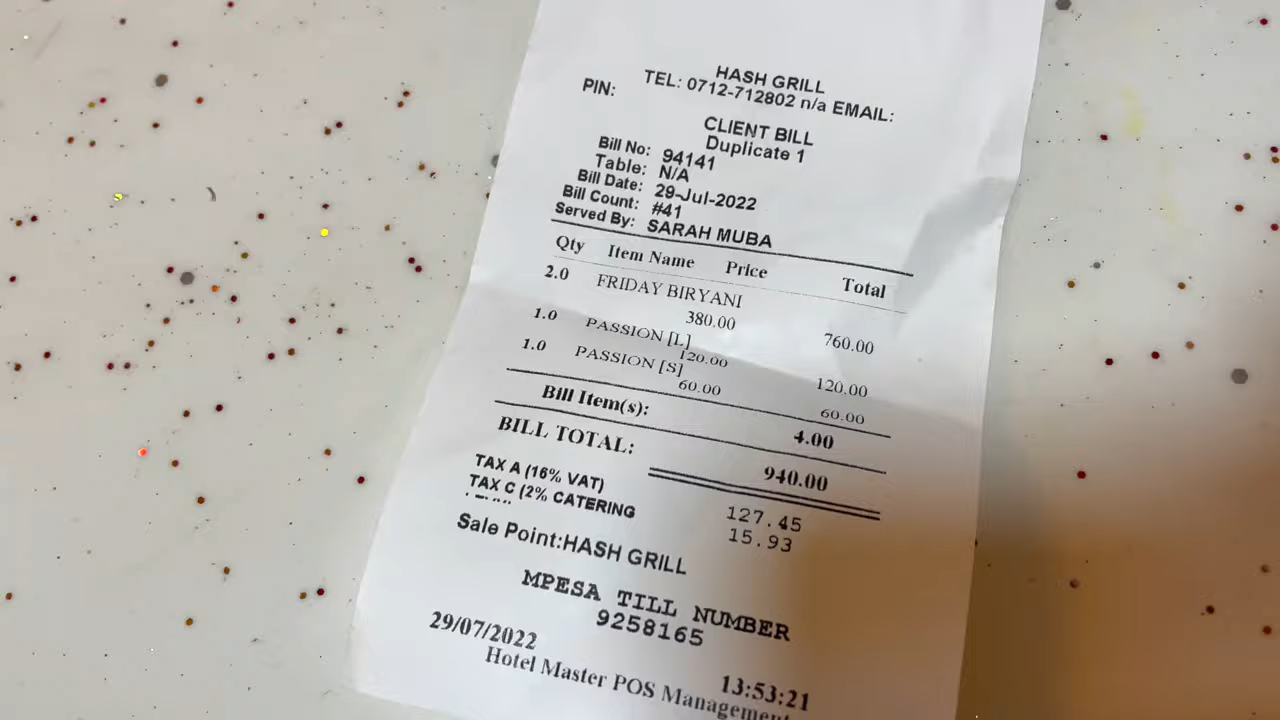 HASH GRILL
TEL: 0712-712802 n/a EMAIL:
PIN:
CLIENT BILL
Duplicate 1
Bill No: 94141
Table: N/A
Bill Date: 29-Jul-2022
Bill Count: #41
Served By: SARAH MUBA
Qty Item Name Price Total
2.0 FRIDAY BIRYANI
380.00 760.00
1.0 PASSION [L]
120.00 120.00
1.0 PASSION [S]
60.00 60.00
Bill Item(s): 4.00
BILL TOTAL: 940.00
TAX A (16% VAT) 127.45
TAX C (2% CATERING 15.93
Sale Point:HASH GRILL
MPESA TILL NUMBER
9258165
29/07/2022 13:53:21
Hotel Master POS Management